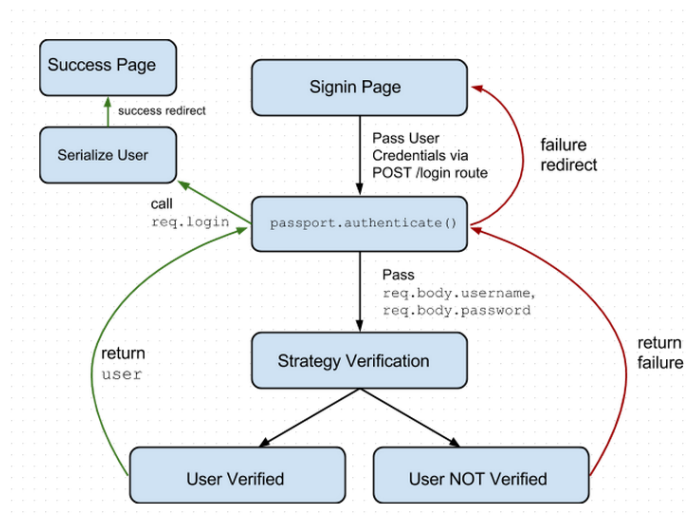 Success Page
Signin Page
success redirect
Pass User
Credentials via
POST /login route
failure
redirect
Serialize User
call
req.login
passport.authenticate()
Pass
req.body.username,
req.body.password
return
user
Strategy Verification
return
failure
User Verified
User NOT Verified